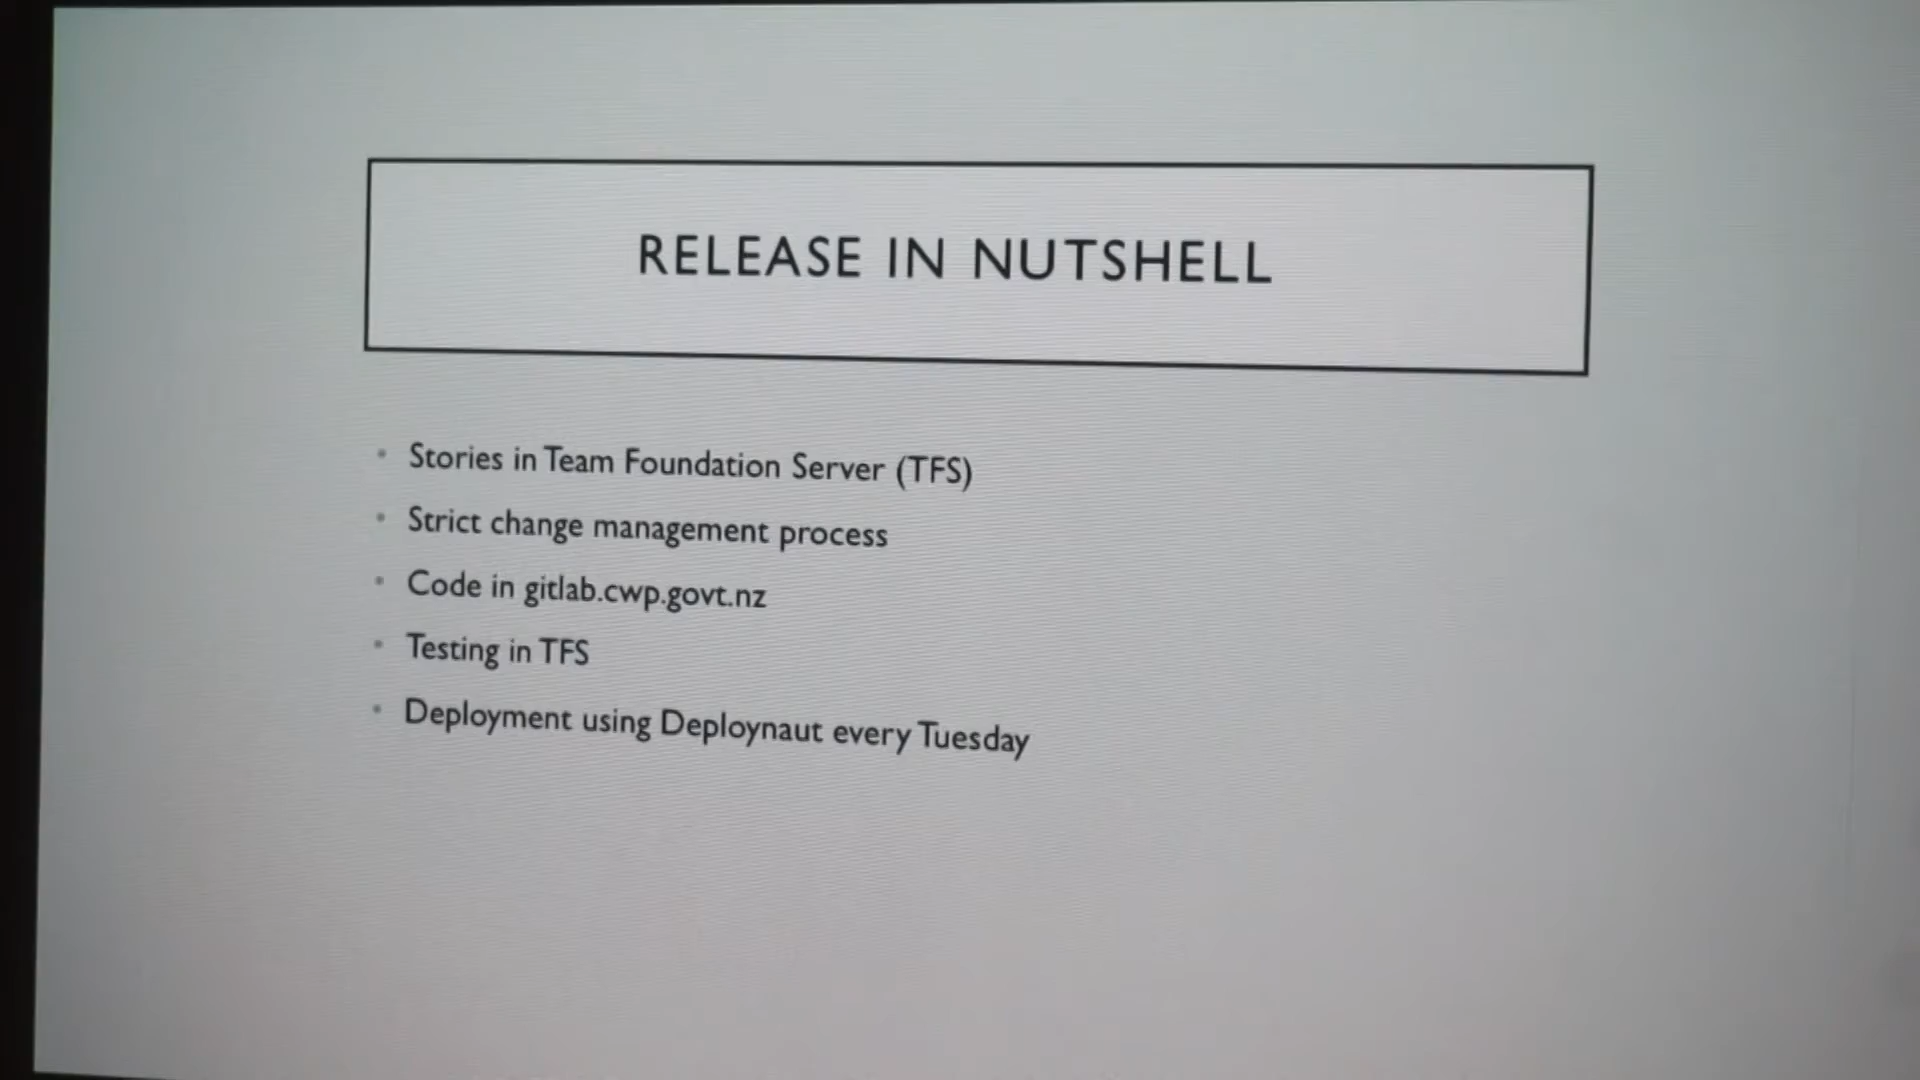 RELEASE IN NUTSHELL
• Stories in Team Foundation Server (TFS)
• Strict change management process
• Code in gitlab.cwp.govt.nz
• Testing in TFS
• Deployment using Deploynaut every Tuesday